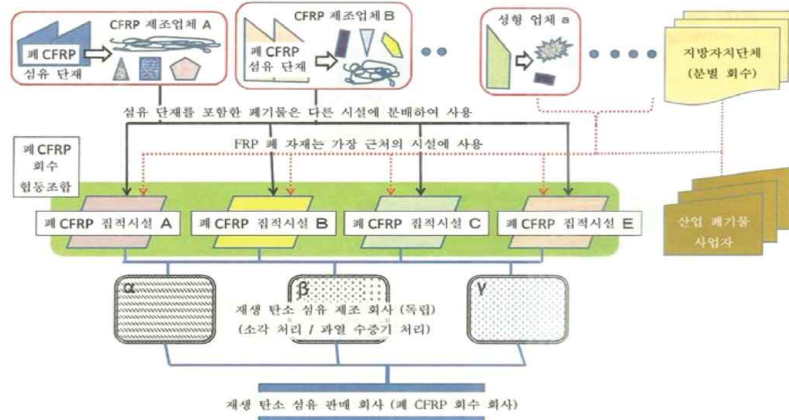 CFRP 제조업체 A
폐 CFRP
섬유 단재
CFRP 제조업체 B
폐 CFRP
섬유 단재
성형 업체 a
지방자치단체
(분별 회수)
섬유 단재를 포함한 폐기물은 다른 시설에 분배하여 사용
FRP 폐 자재는 가장 근처의 시설에 사용
폐 CFRP
회수
협동조합
폐 CFRP 집적시설 A
폐 CFRP 집적시설 B
폐 CFRP 집적시설 C
폐 CFRP 집적시설 E
산업 폐기물
사업자
α
β
γ
재생 탄소 섬유 제조 회사 (독립)
(소각 처리 / 과열 수증기 처리)
재생 탄소 섬유 판매 회사 (폐 CFRP 회수 회사)